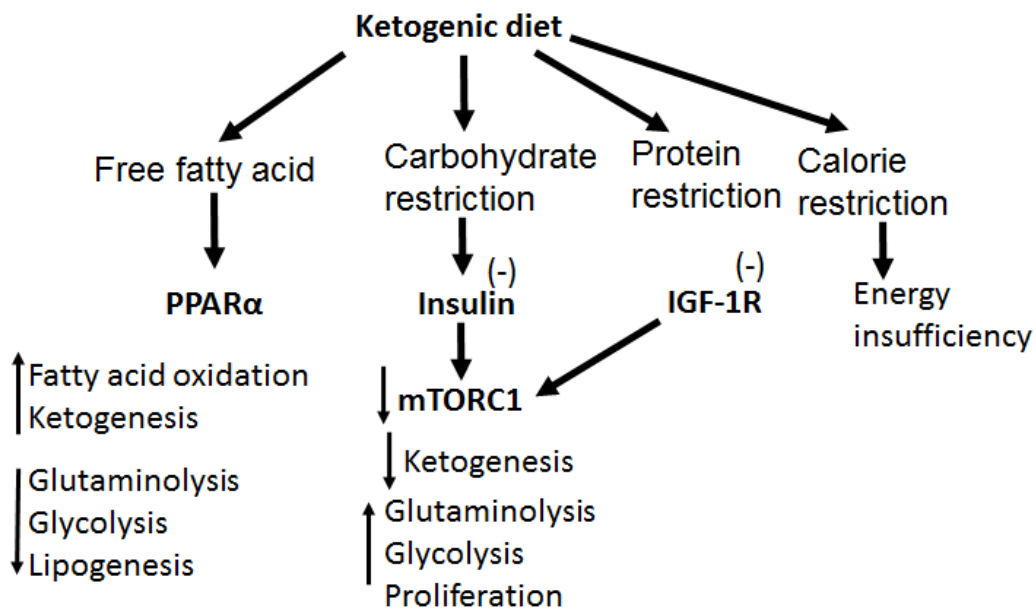 Ketogenic diet
Free fatty acid
Carbohydrate
restriction
Protein
restriction
Calorie
restriction
(-)
(-)
PPARα
Insulin
IGF-1R
Energy
insufficiency
Fatty acid oxidation
Ketogenesis
mTORC1
Ketogenesis
Glutaminolysis
Glycolysis
Lipogenesis
Glutaminolysis
Glycolysis
Proliferation